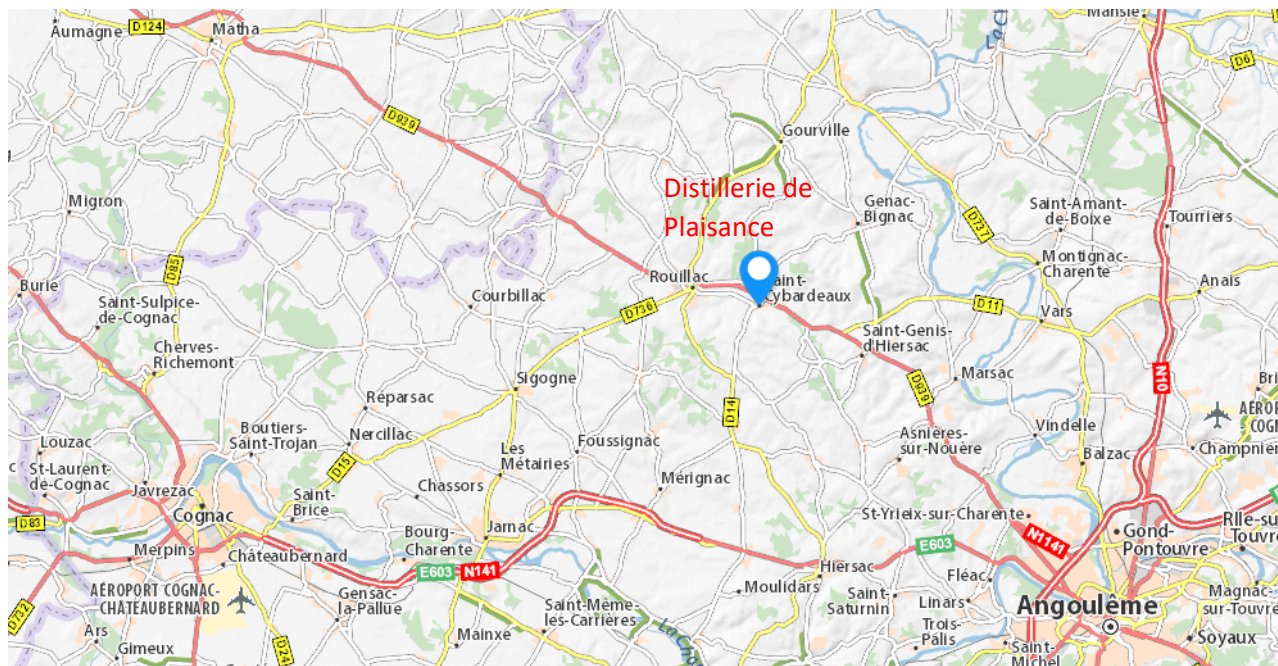 Aumagne
D124
Matha
Mansle
D6
D939
Gourville
Distillerie de
Plaisance
Migron
Genac-
Bignac
Saint-Amant-
de-Boixe
Tourriers
D737
Montignac-
Charente
D85
Burie
Saint-Sulpice-
de-Cognac
Courbillac
Rouillac
Saint-
Cybardeaux
Anais
D736
D11
Vars
Cherves-
Richemont
Saint-Genis-
d'Hiersac
Sigogne
Marsac
D939
N10
Bri
Réparsac
D14
AÉROP
COGN
Louzac
Boutiers-
Saint-Trojan
Nercillac
Foussignac
Asnières-
sur-Nouère
Vindelle
Balzac
Champnier
St-Laurent-
de-Cognac
D15
Les
Métairies
Javrezac
Chassors
Mérignac
Cognac
Saint-
Brice
St-Yrieix-sur-Charente
D83
Jarnac
Gond-
Pontouvre
Merpins
Châteaubernard
Bourg-
Charente
E603
N1141
E603
N141
Hiersac
Fléac
AÉROPORT COGNAC-
CHÂTEAUBERNARD
Gensac-
la-Pallue
Moulidars
Saint-
Saturnin
Linars
Angoulême
Magnac-
sur-Touvre
D732
Saint-Même-
les-Carrières
Trois-
Palis
Ars
Gimeux
D24
Mainxe
Saint-
Michel
Soyaux